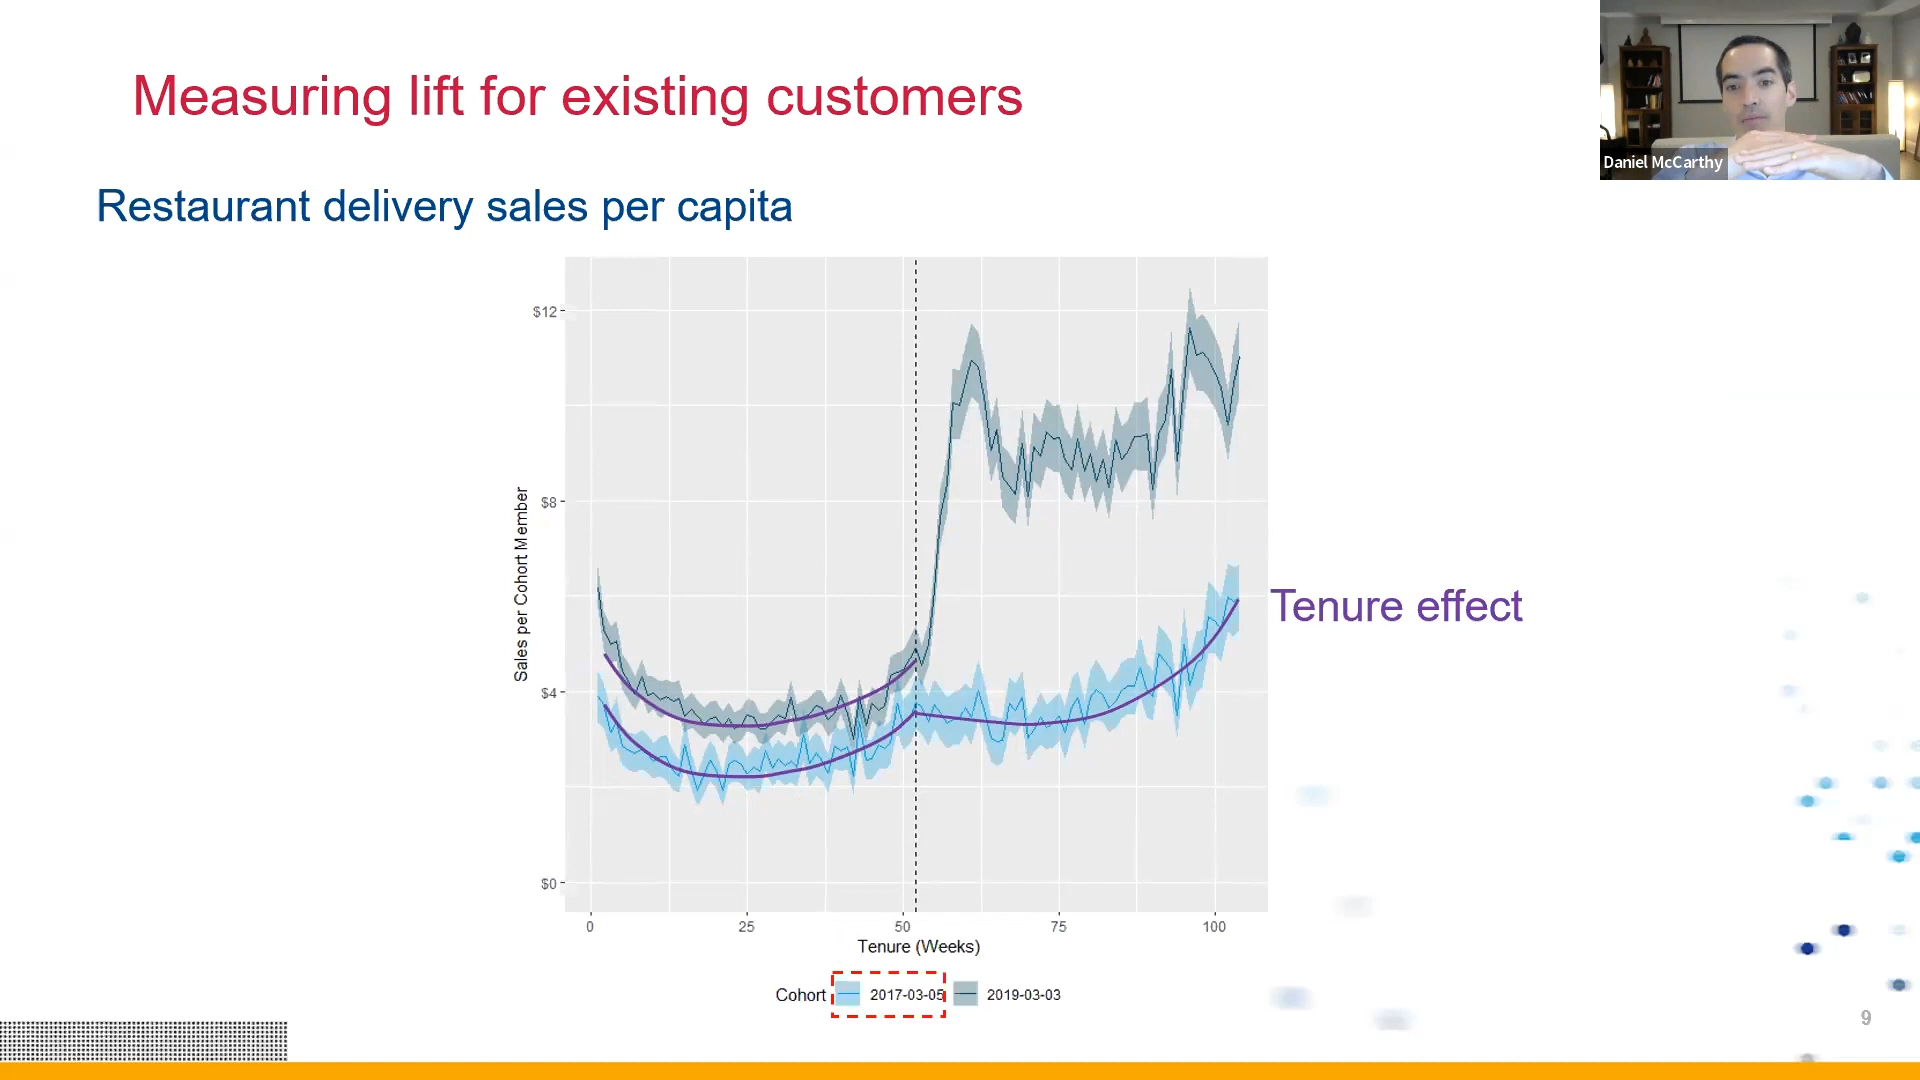 Measuring lift for existing customers
Daniel McCarthy
Restaurant delivery sales per capita
$12
$8
$4
$0
Sales per Cohort Member
Tenure effect
0 25 50 75 100
Tenure (Weeks)
Cohort 2017-03-05 2019-03-03
9